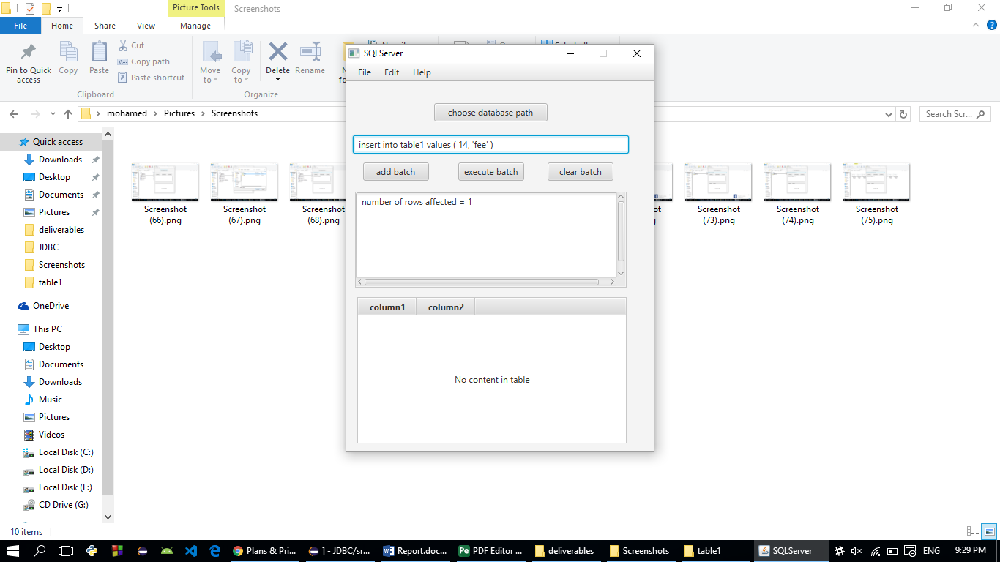 Picture Tools
Screenshots
File
Home
Share
View
Manage
Pin to Quick access
Copy
Paste
Cut
Copy path
Paste shortcut
Clipboard
Move to
Copy to
Delete
Rename
Organize
mohamed
Pictures
Screenshots
Search Scr...
Quick access
Downloads
Desktop
Documents
Pictures
deliverables
JDBC
Screenshots
table1
OneDrive
This PC
Desktop
Documents
Downloads
Music
Pictures
Videos
Local Disk (C:)
Local Disk (D:)
Local Disk (E:)
CD Drive (G:)
Screenshot (66).png
Screenshot (67).png
Screenshot (68).png
Screenshot (73).png
Screenshot (74).png
Screenshot (75).png
SQLServer
File
Edit
Help
choose database path
insert into table1 values ( 14, 'fee' )
add batch
execute batch
clear batch
number of rows affected = 1
column1
column2
No content in table
10 items
Plans & Pri...
] - JDBC/sr...
Report.doc...
PDF Editor ...
deliverables
Screenshots
table1
SQLServer
ENG
9:29 PM